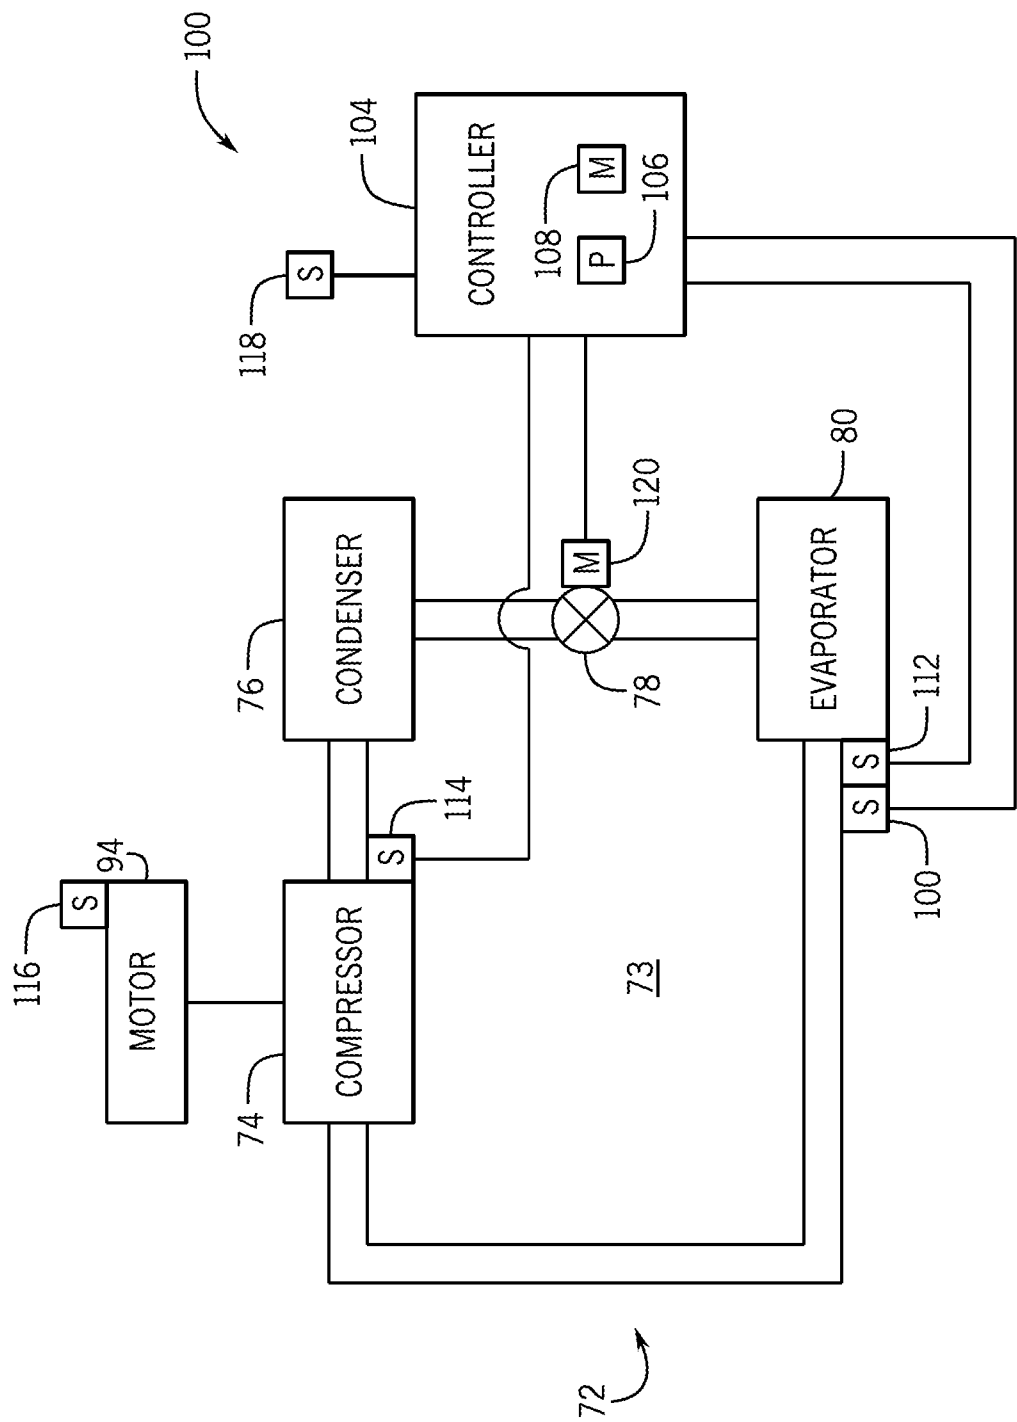 100
104
CONTROLLER
108
M
P
106
S
118
CONDENSER
76
M
120
78
EVAPORATOR
80
S
112
S
100
S
114
S
116
94
MOTOR
COMPRESSOR
74
73
72